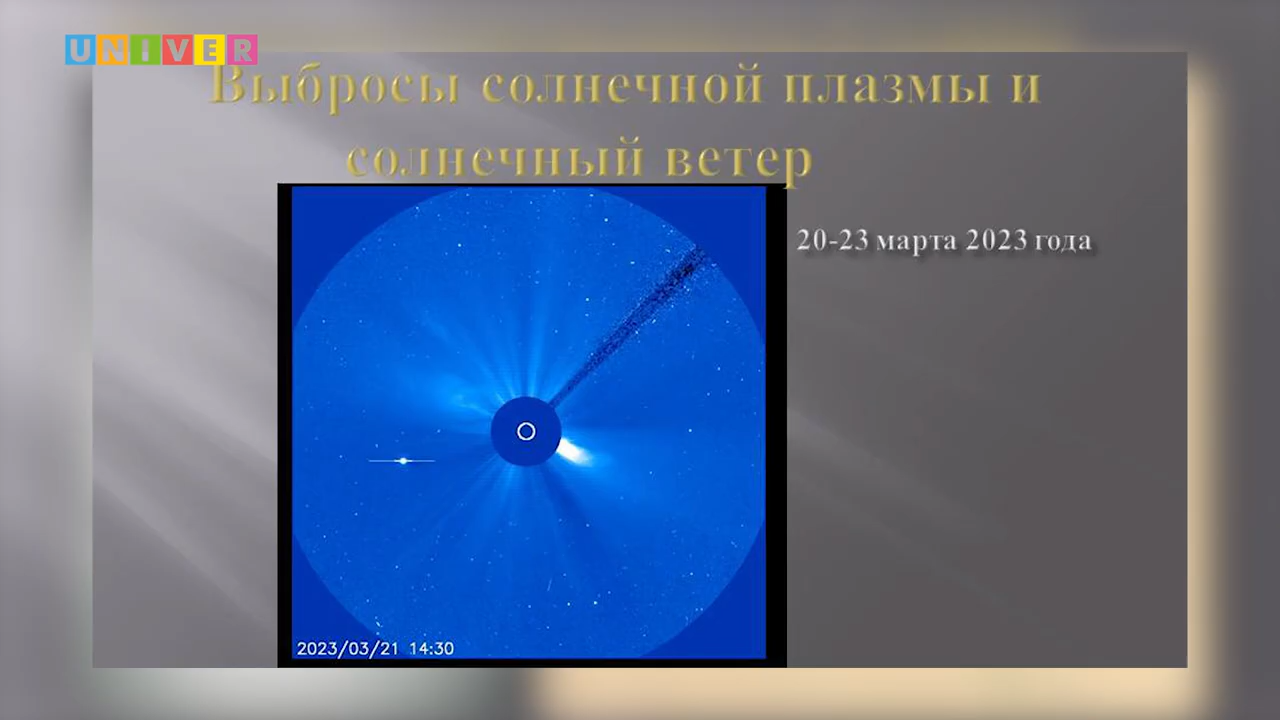 UNIVER
Выбросы солнечной плазмы и
солнечный ветер
20-23 марта 2023 года
2023/03/21 14:30